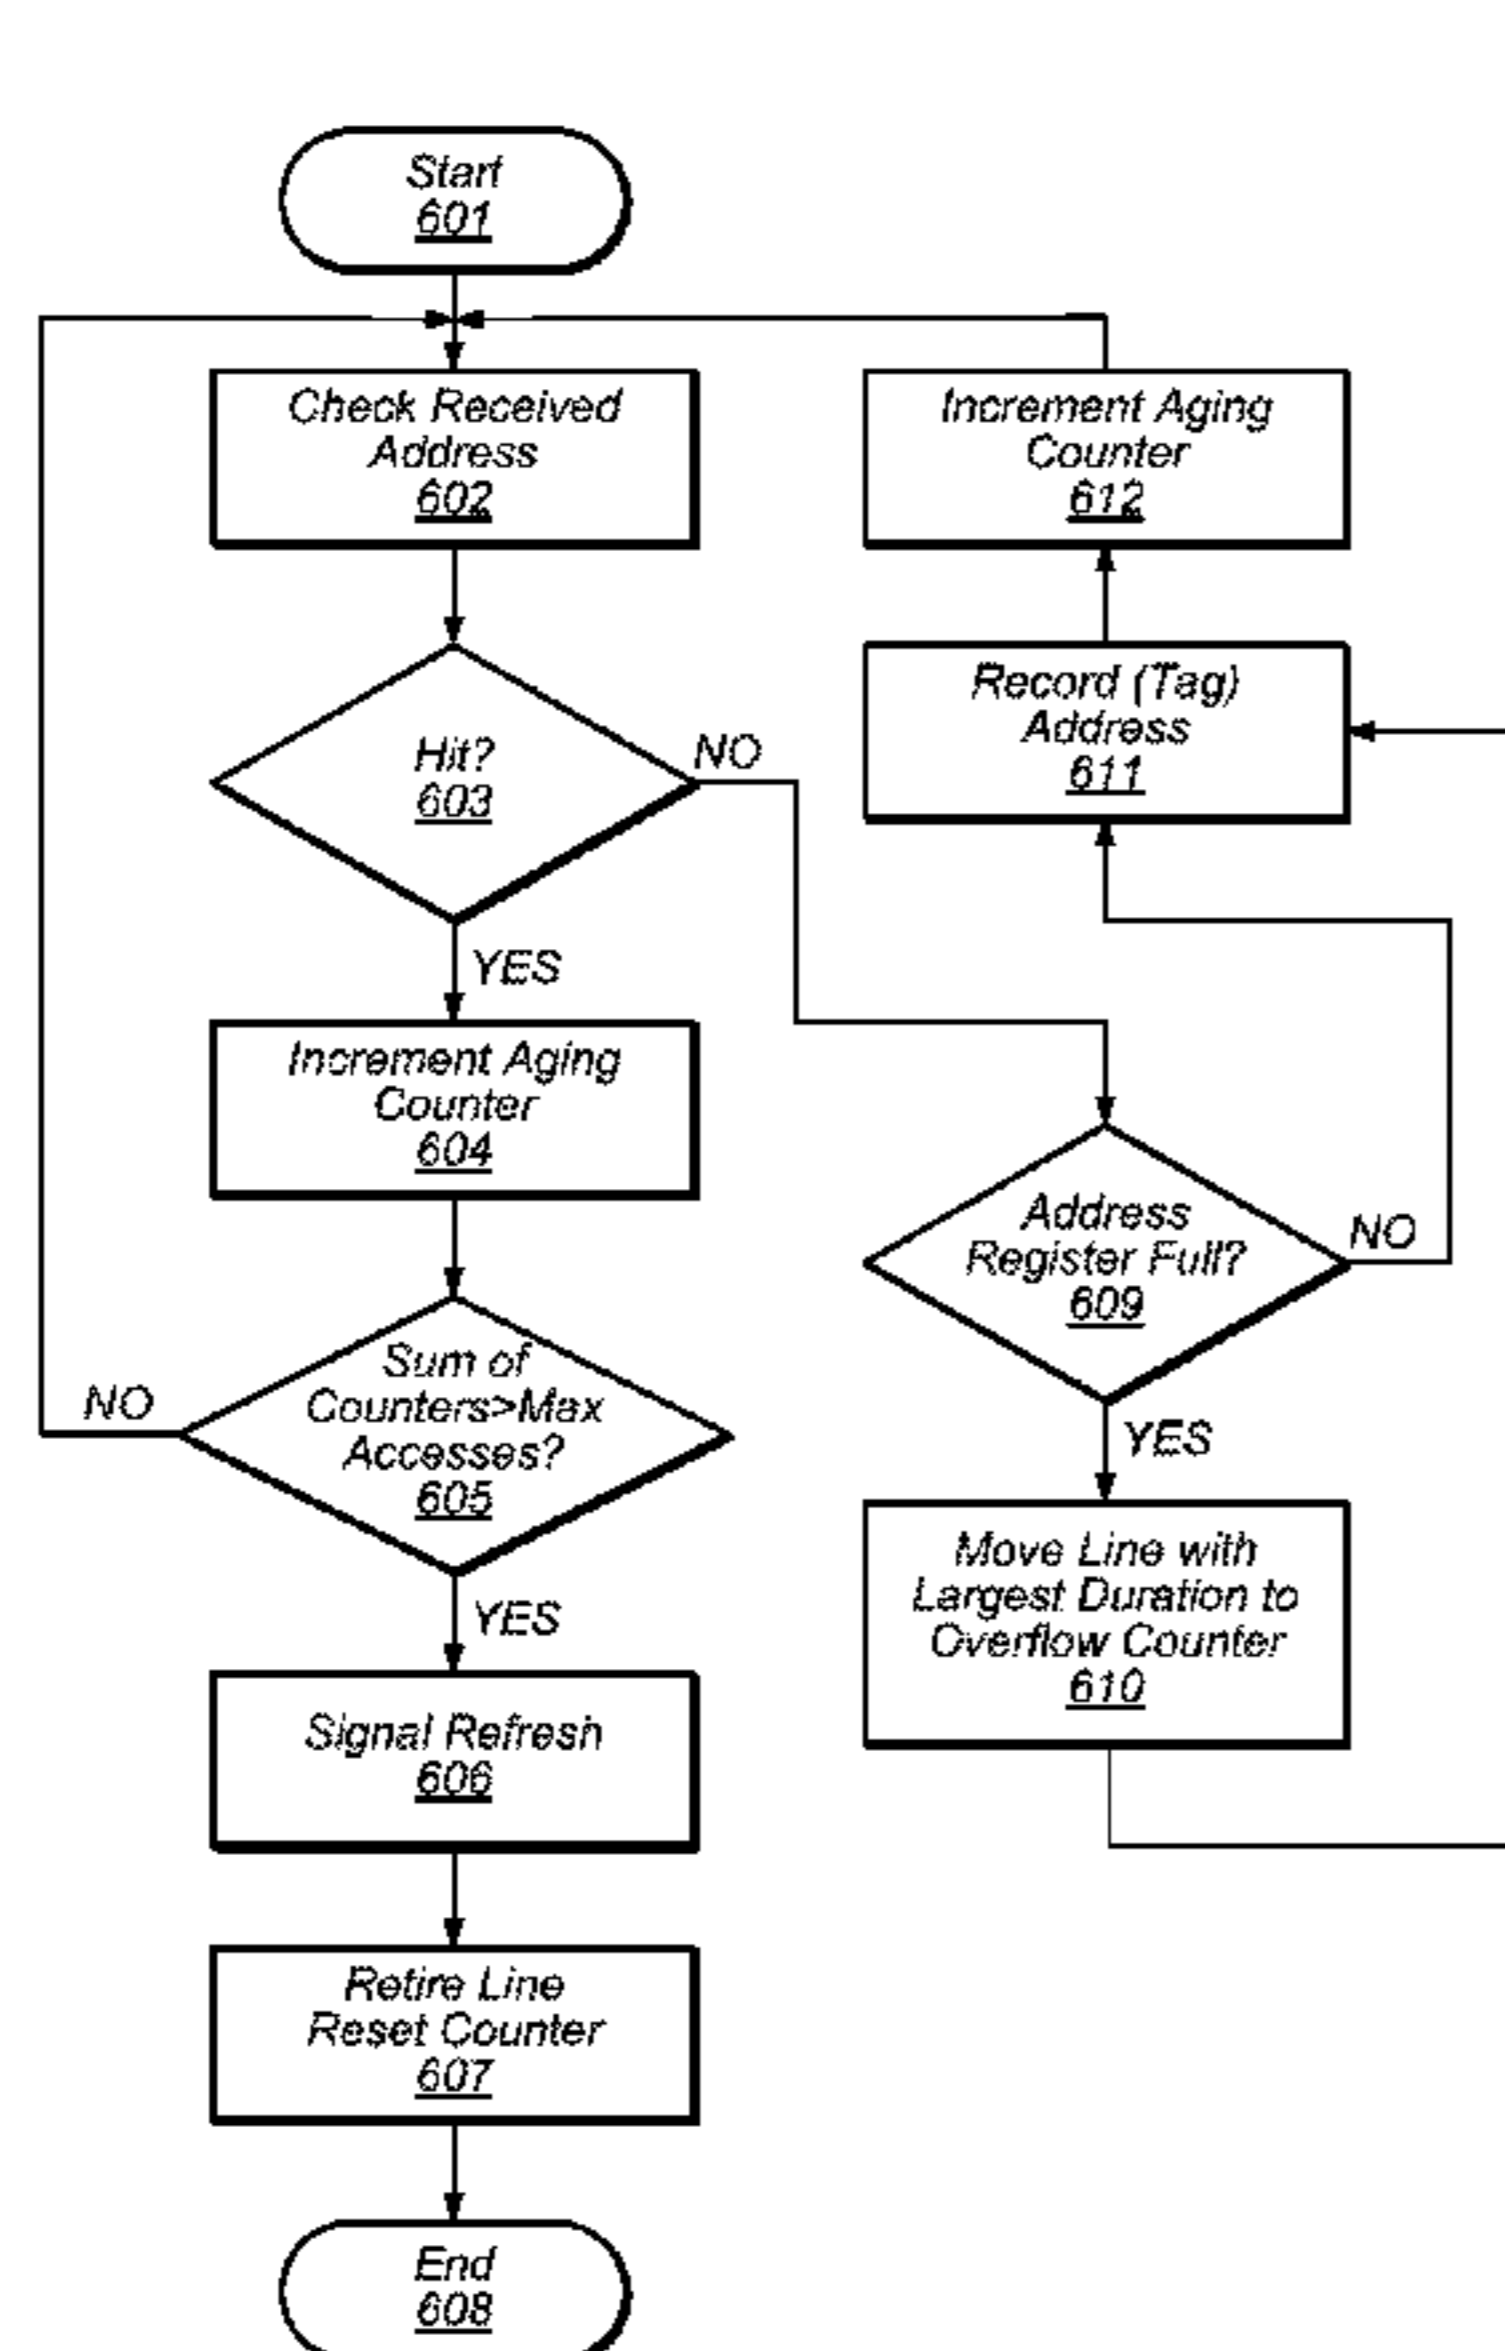 Start
601
Check Received
Address
602
Hit?
603
NO
YES
Increment Aging
Counter
604
Sum of
Counters>Max
Accesses?
605
NO
YES
Signal Refresh
606
Retire Line
Reset Counter
607
End
608
Increment Aging
Counter
612
Record (Tag)
Address
611
Address
Register Full?
609
NO
YES
Move Line with
Largest Duration to
Overflow Counter
610